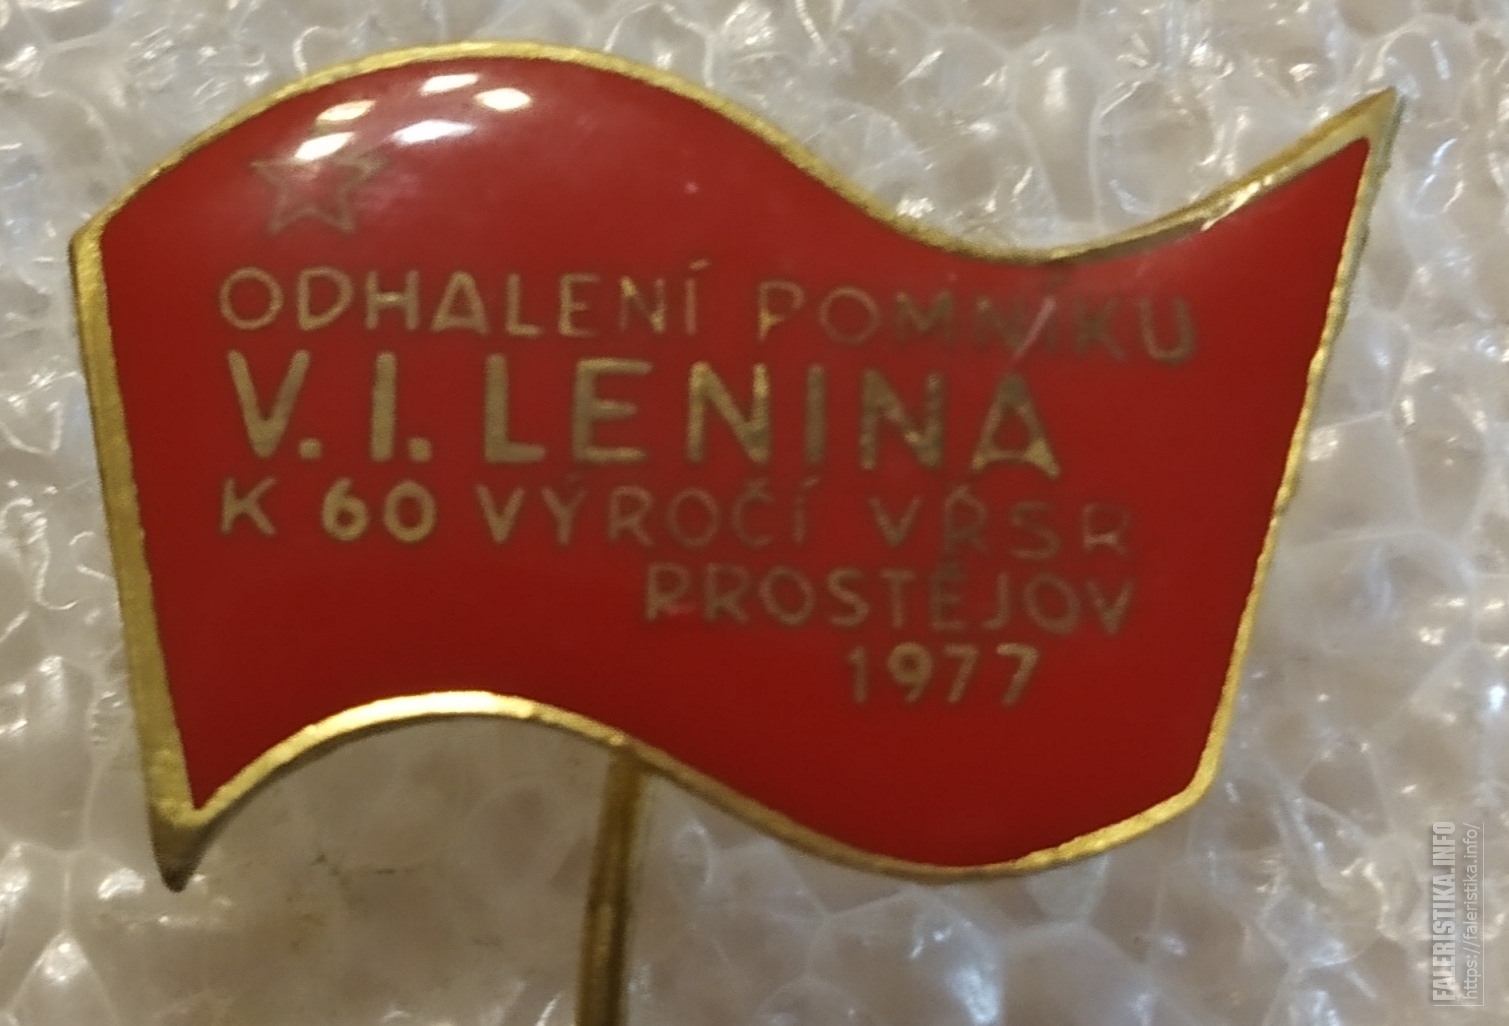 ODHALENÍ POMNÍKU
V. I. LENINA
K 60 VÝROČÍ VŘSR
PROSTĚJOV
1977
FALERISTIKA.INFO
https://faleristika.info/